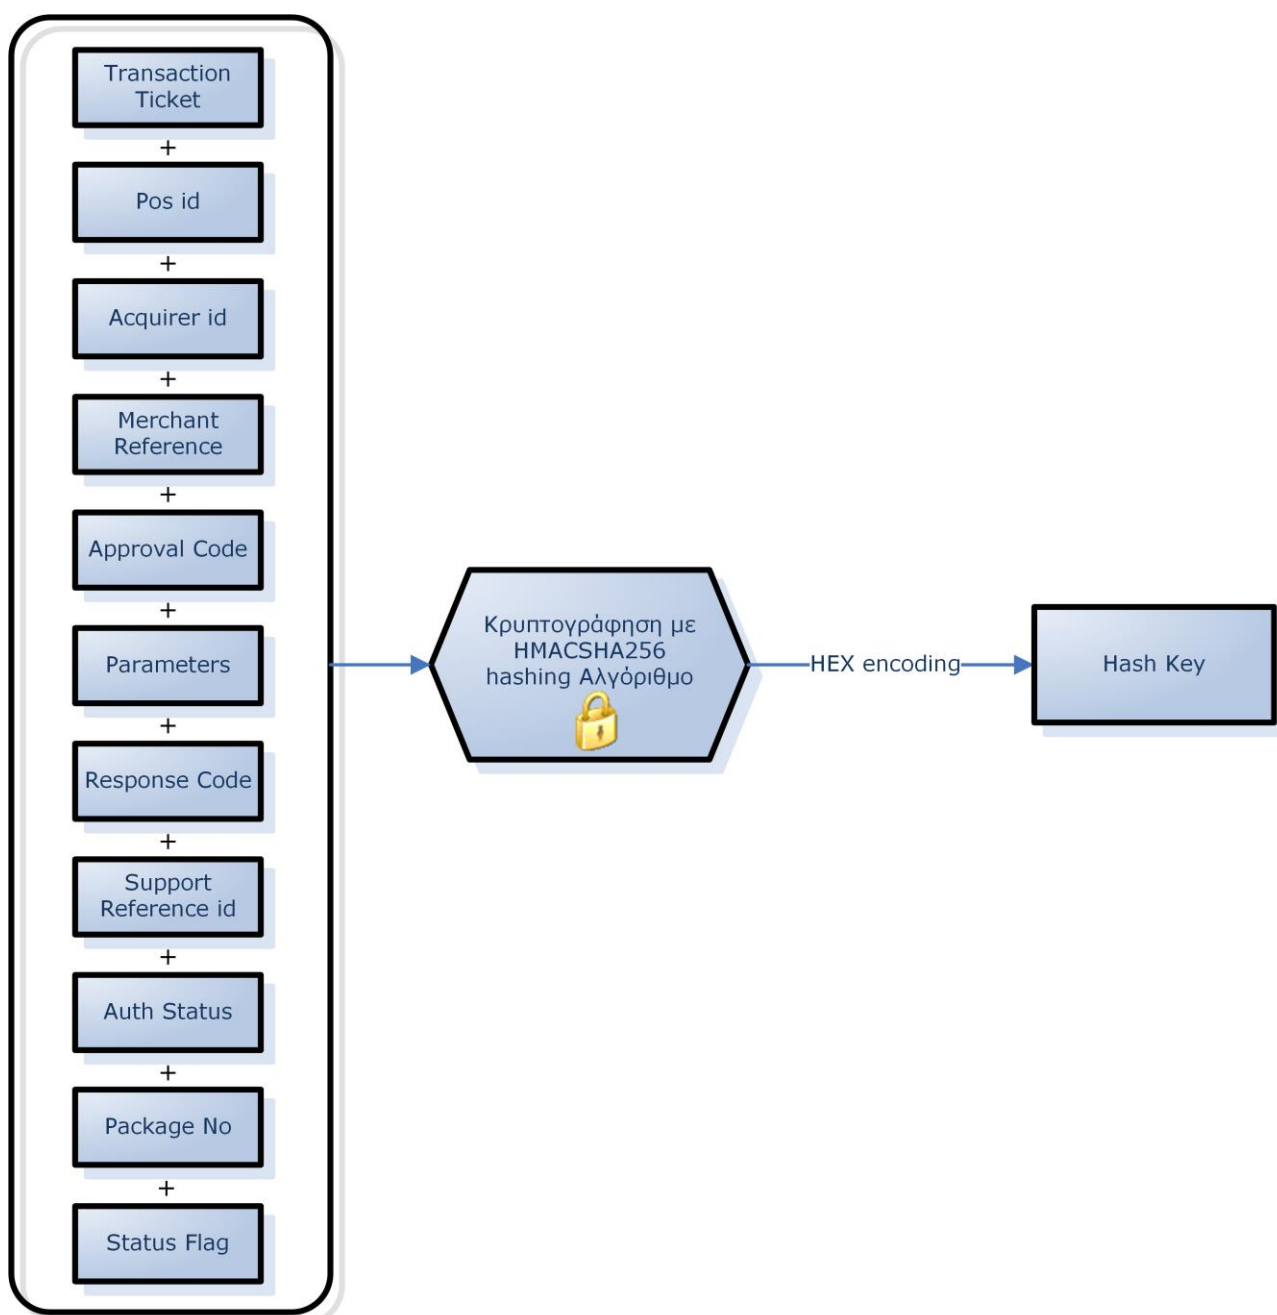 Transaction
Ticket
+
Pos id
+
Acquirer id
+
Merchant
Reference
+
Approval Code
+
Parameters
+
Response Code
+
Support
Reference id
+
Auth Status
+
Package No
+
Status Flag
Κρυπτογράφηση με
HMACSHA256
hashing Αλγόριθμο
HEX encoding
Hash Key